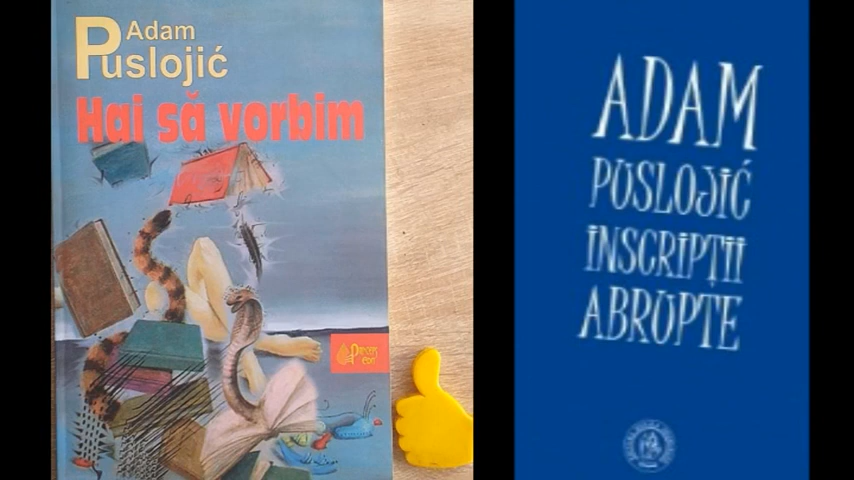 Adam
Puslojić
Hai să vorbim
ADAM
PUSLOJIĆ
INSCRIPȚII
ABRUPTE